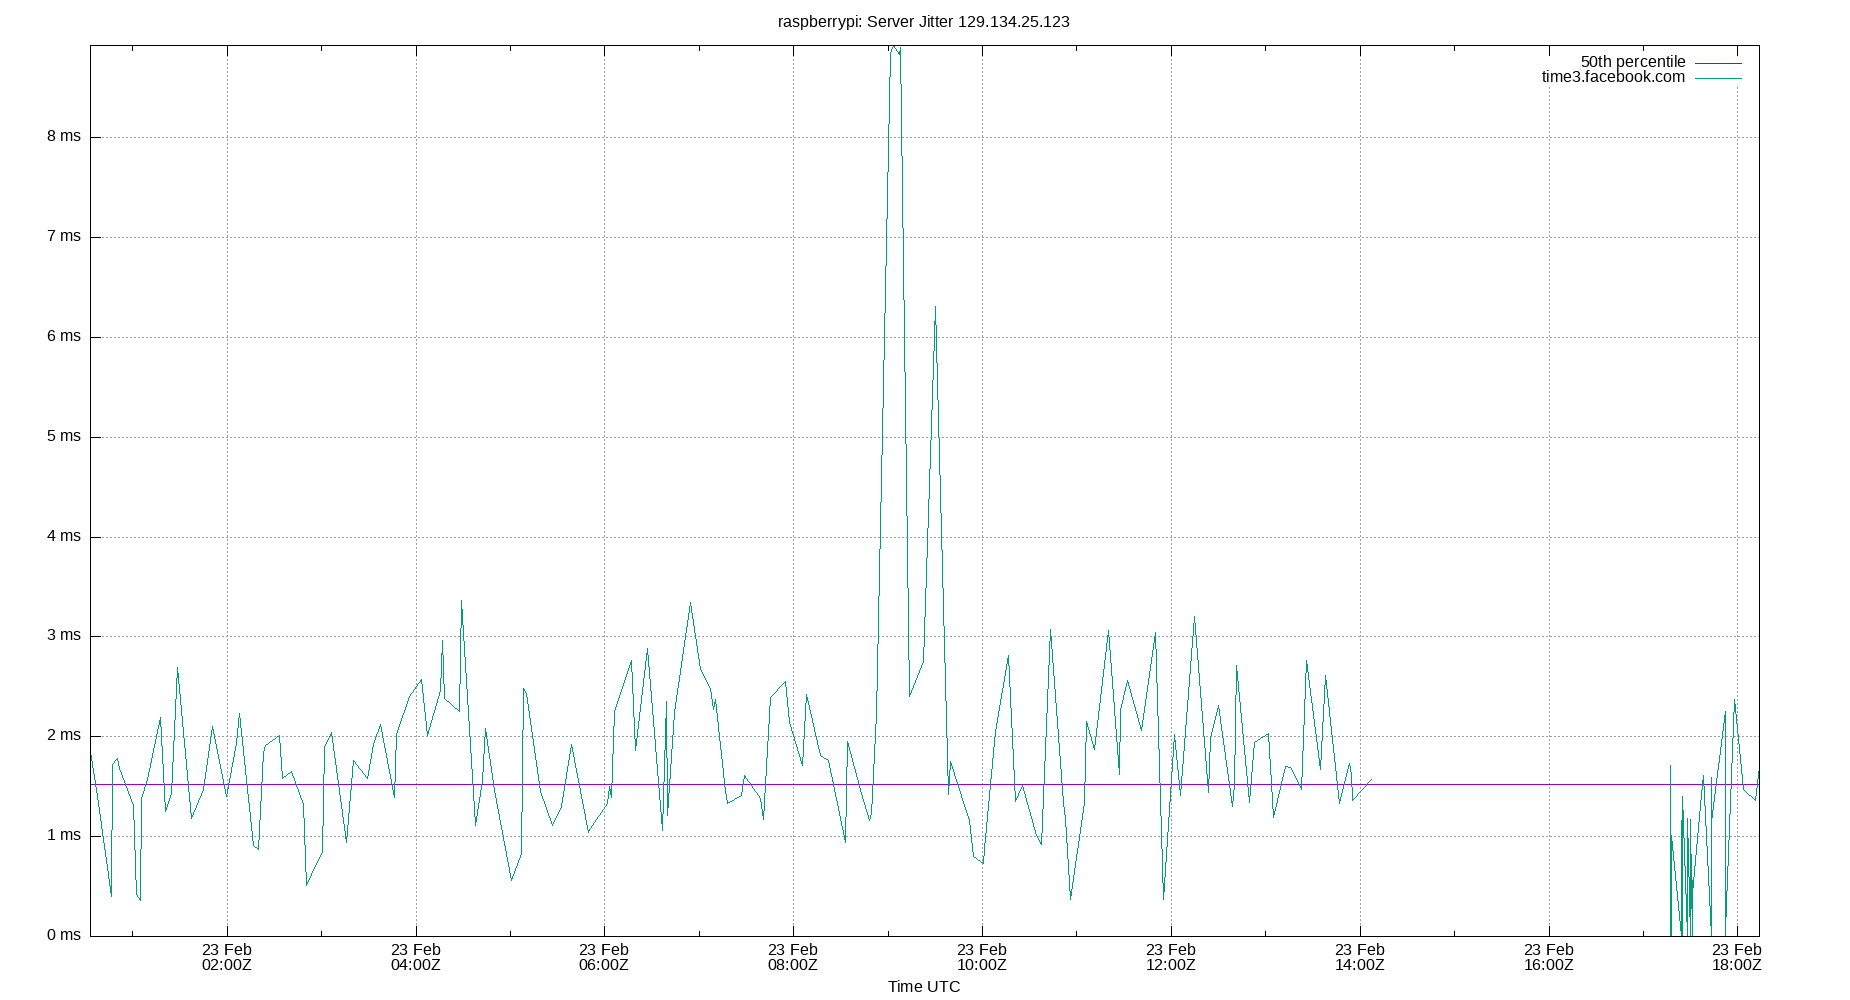 raspberrypi: Server Jitter 129.134.25.123
50th percentile
time3.facebook.com
8 ms
7 ms
6 ms
5 ms
4 ms
3 ms
2 ms
1 ms
0 ms
23 Feb 23 Feb 23 Feb 23 Feb 23 Feb 23 Feb 23 Feb 23 Feb 23 Feb
02:00Z 04:00Z 06:00Z 08:00Z 10:00Z 12:00Z 14:00Z 16:00Z 18:00Z
Time UTC